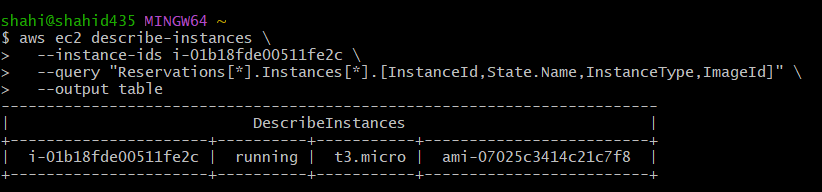 shahi@shahid435 MINGW64 ~
$ aws ec2 describe-instances \
>   --instance-ids i-01b18fde00511fe2c \
>   --query "Reservations[*].Instances[*].[InstanceId,State.Name,InstanceType,ImageId]" \
>   --output table
--------------------------------------------------------------------------
|                           DescribeInstances                            |
+----------------------+----------+------------+-------------------------+
|  i-01b18fde00511fe2c |  running |  t3.micro  |  ami-07025c3414c21c7f8  |
+----------------------+----------+------------+-------------------------+